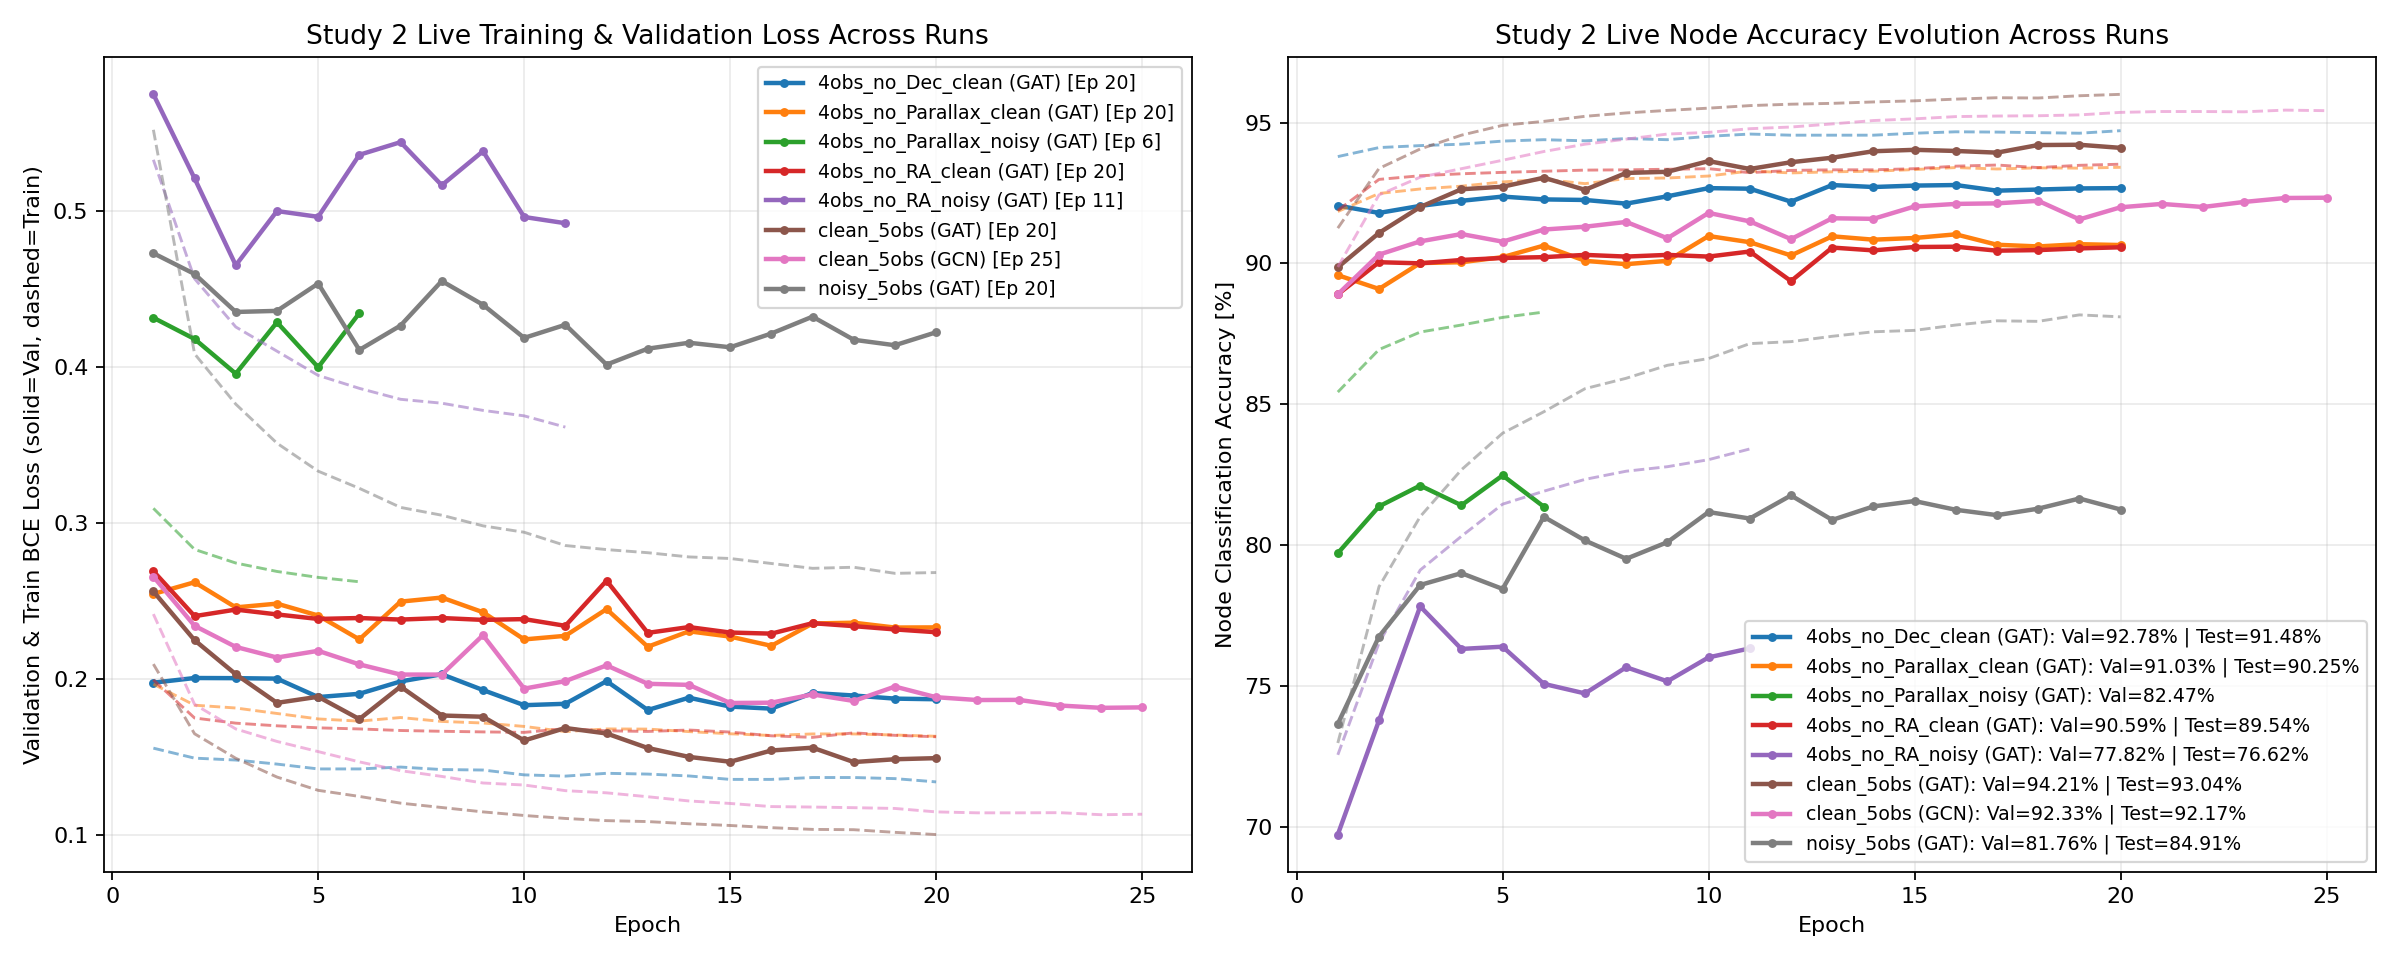 Study 2 Live Training & Validation Loss Across Runs
Validation & Train BCE Loss (solid=Val, dashed=Train)
0.5
0.4
0.3
0.2
0.1
0
5
10
15
20
25
Epoch
4obs_no_Dec_clean (GAT) [Ep 20]
4obs_no_Parallax_clean (GAT) [Ep 20]
4obs_no_Parallax_noisy (GAT) [Ep 6]
4obs_no_RA_clean (GAT) [Ep 20]
4obs_no_RA_noisy (GAT) [Ep 11]
clean_5obs (GAT) [Ep 20]
clean_5obs (GCN) [Ep 25]
noisy_5obs (GAT) [Ep 20]
Study 2 Live Node Accuracy Evolution Across Runs
Node Classification Accuracy [%]
95
90
85
80
75
70
0
5
10
15
20
25
Epoch
4obs_no_Dec_clean (GAT): Val=92.78% | Test=91.48%
4obs_no_Parallax_clean (GAT): Val=91.03% | Test=90.25%
4obs_no_Parallax_noisy (GAT): Val=82.47%
4obs_no_RA_clean (GAT): Val=90.59% | Test=89.54%
4obs_no_RA_noisy (GAT): Val=77.82% | Test=76.62%
clean_5obs (GAT): Val=94.21% | Test=93.04%
clean_5obs (GCN): Val=92.33% | Test=92.17%
noisy_5obs (GAT): Val=81.76% | Test=84.91%